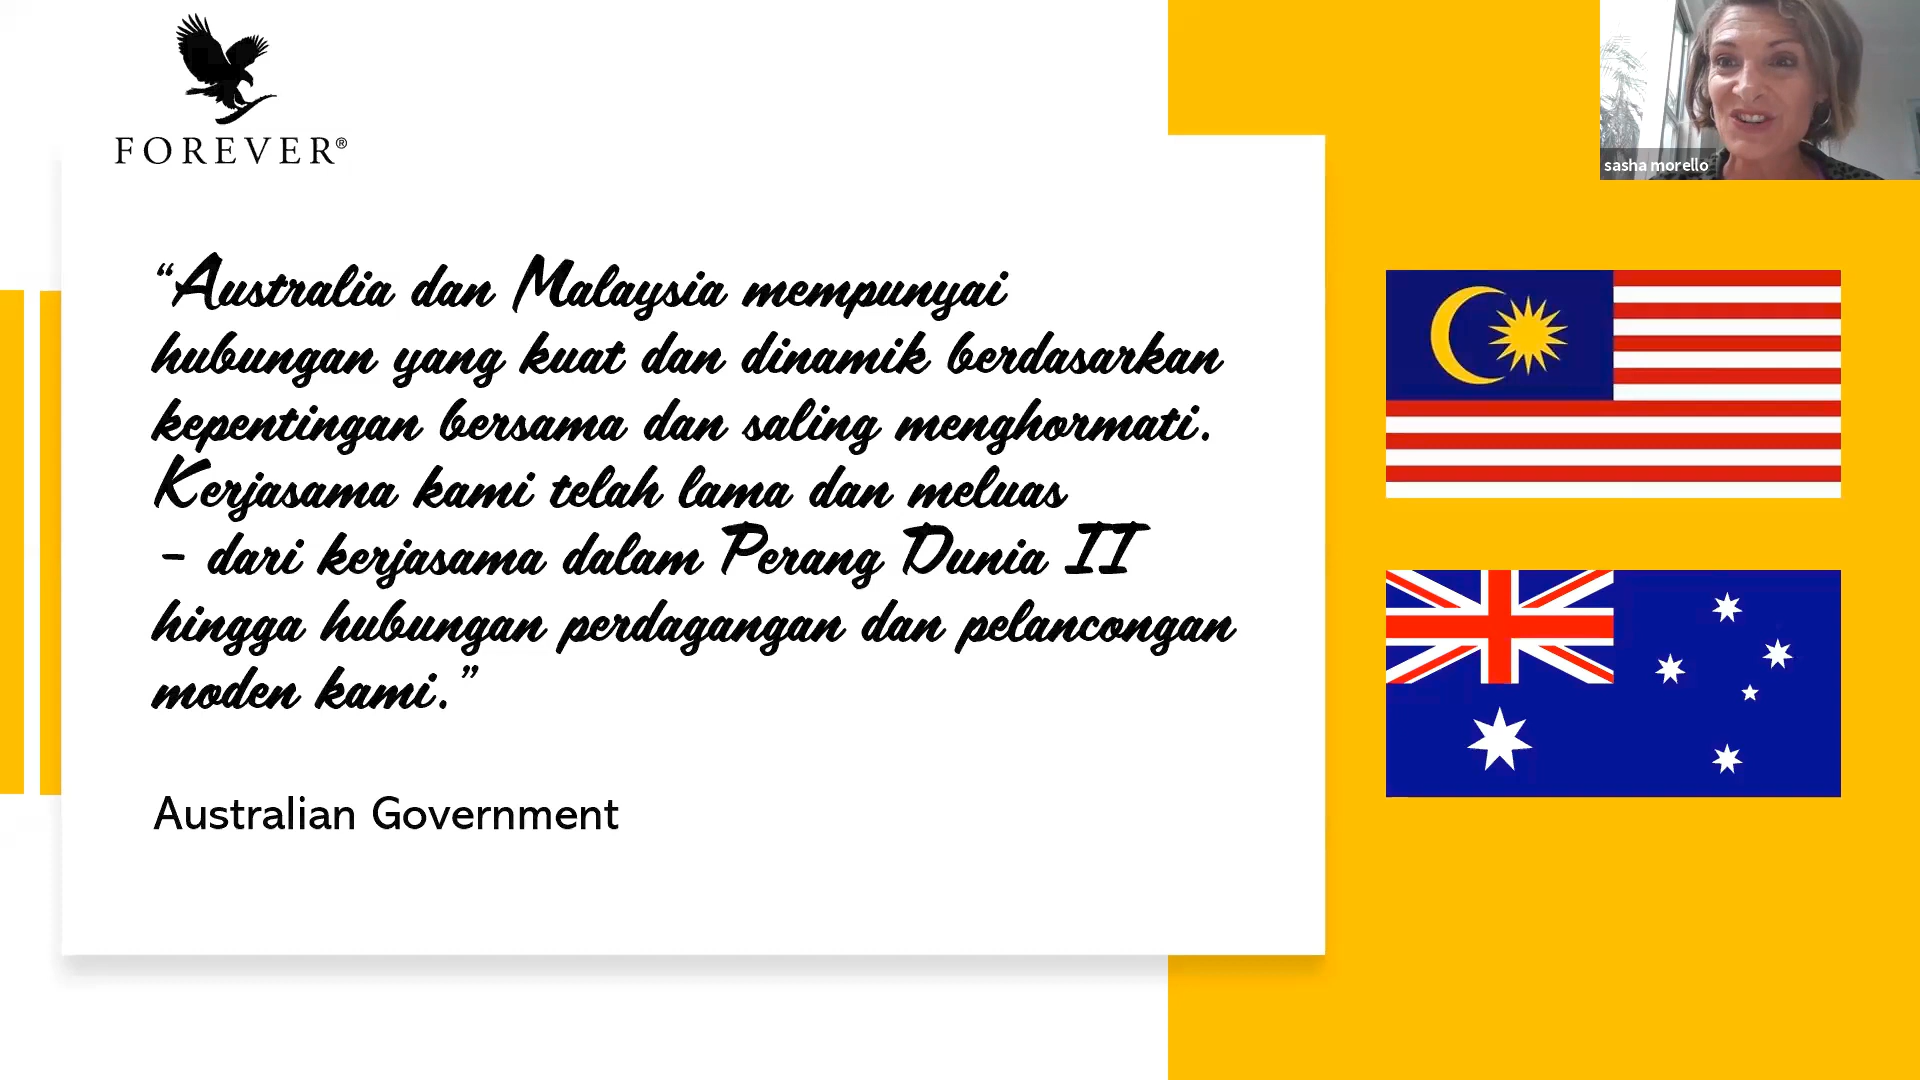 FOREVER®
sasha morello
“Australia dan Malaysia mempunyai
hubungan yang kuat dan dinamik berdasarkan
kepentingan bersama dan saling menghormati.
Kerjasama kami telah lama dan meluas
- dari kerjasama dalam Perang Dunia II
hingga hubungan perdagangan dan pelancongan
moden kami.”
Australian Government